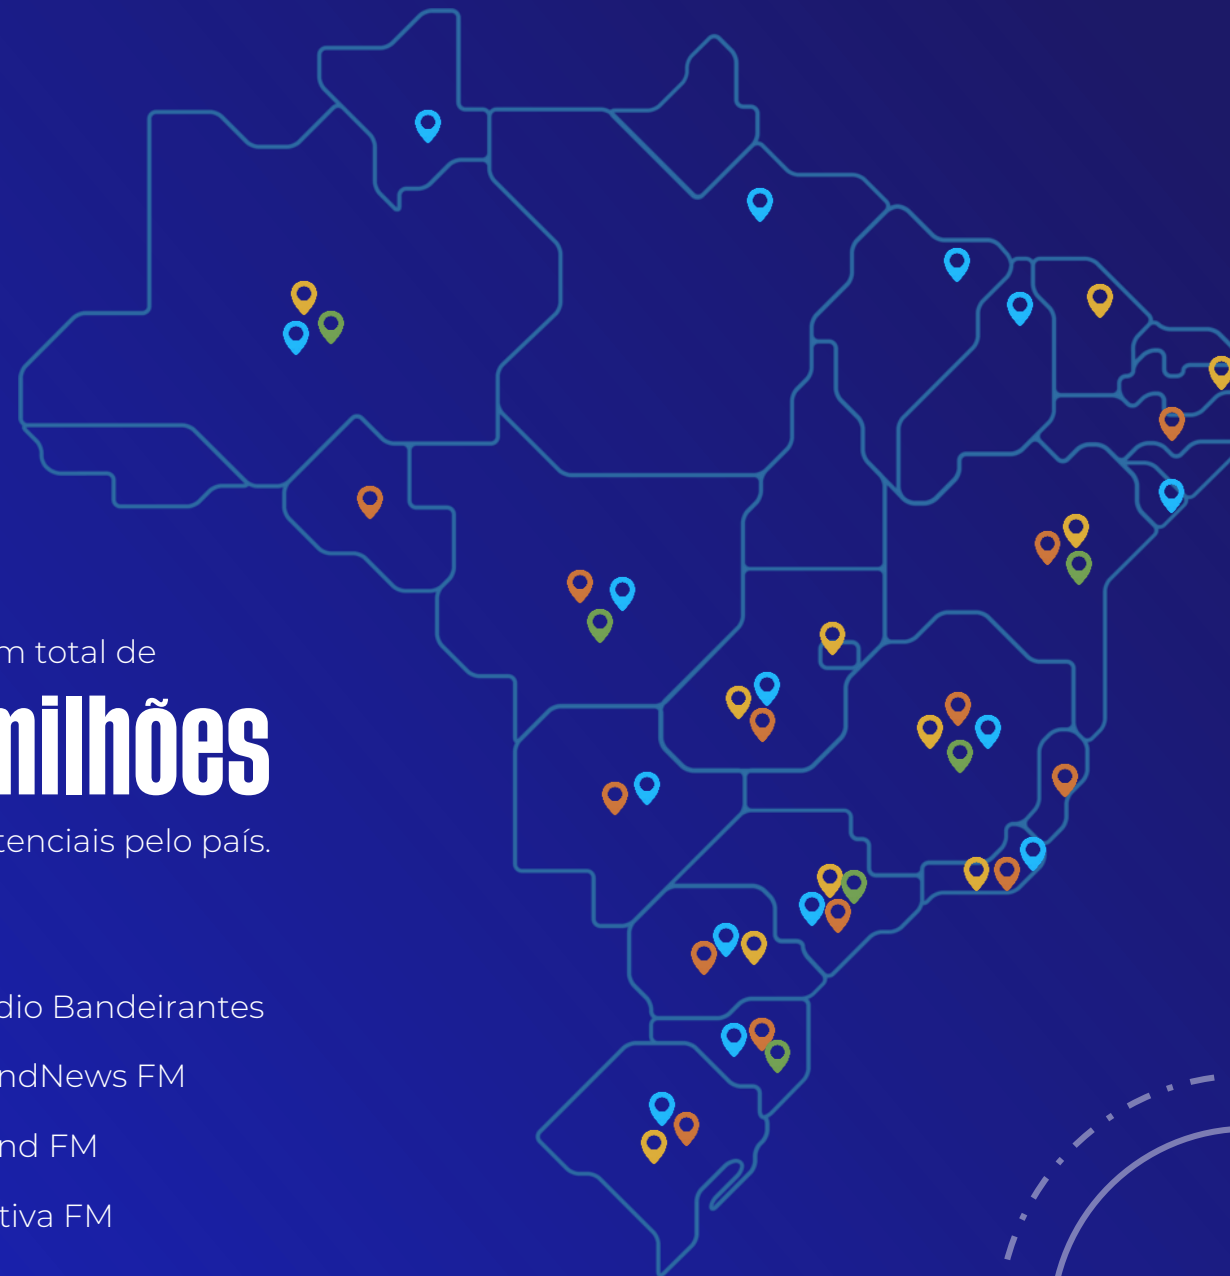 m total de
milhões
tenciais pelo país.
dio Bandeirantes
ndNews FM
nd FM
tiva FM